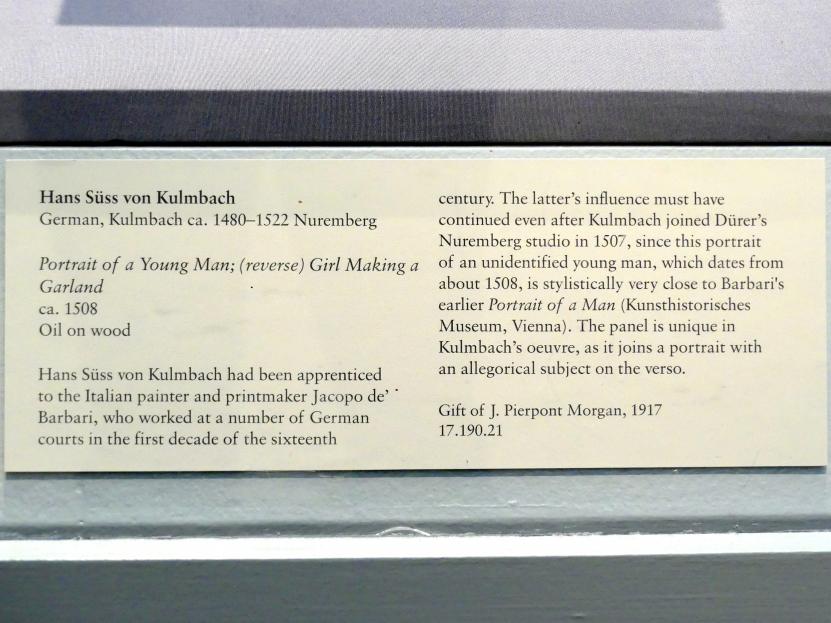 Hans Süss von Kulmbach
German, Kulmbach ca. 1480–1522 Nuremberg
Portrait of a Young Man; (reverse) Girl Making a
Garland
ca. 1508
Oil on wood
Hans Süss von Kulmbach had been apprenticed
to the Italian painter and printmaker Jacopo de'
Barbari, who worked at a number of German
courts in the first decade of the sixteenth
century. The latter's influence must have
continued even after Kulmbach joined Dürer's
Nuremberg studio in 1507, since this portrait
of an unidentified young man, which dates from
about 1508, is stylistically very close to Barbari's
earlier Portrait of a Man (Kunsthistorisches
Museum, Vienna). The panel is unique in
Kulmbach's oeuvre, as it joins a portrait with
an allegorical subject on the verso.
Gift of J. Pierpont Morgan, 1917
17.190.21